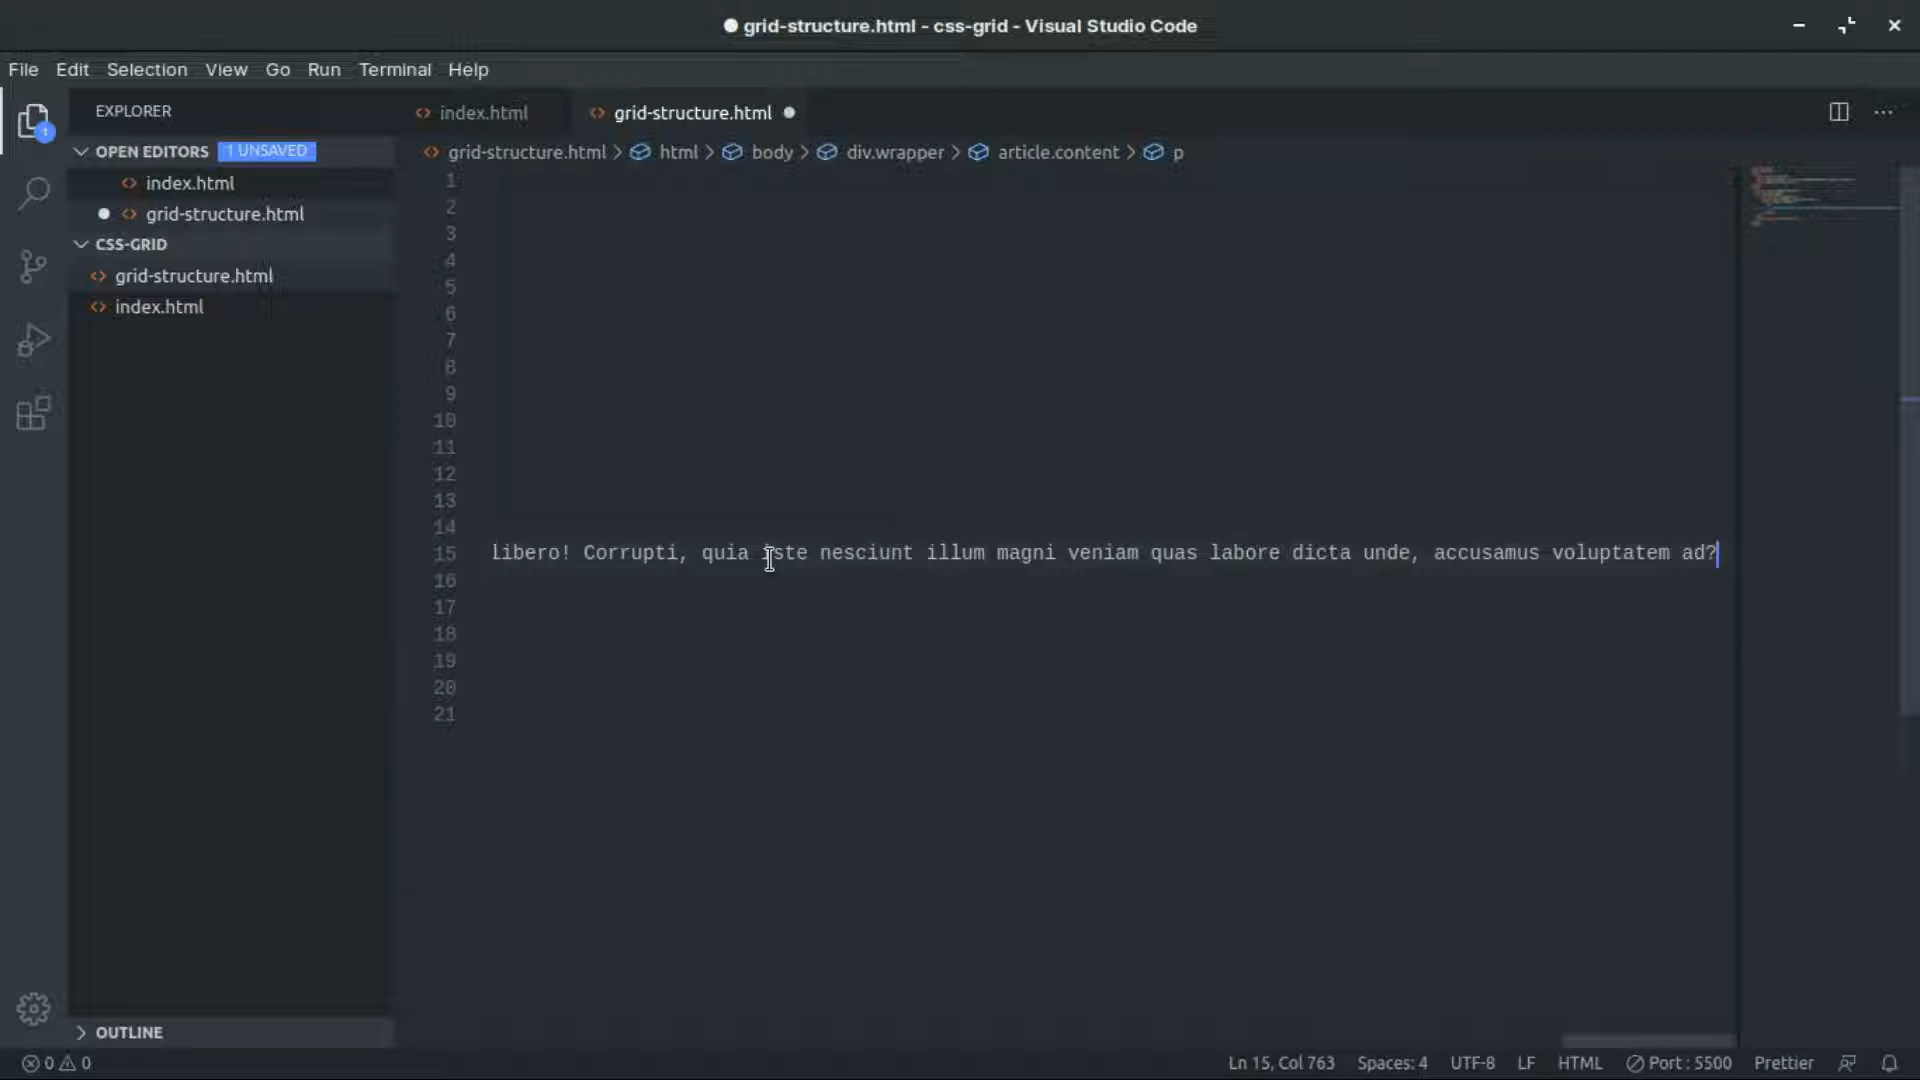 grid-structure.html - css-grid - Visual Studio Code
File Edit Selection View Go Run Terminal Help
EXPLORER
index.html
grid-structure.html
1
OPEN EDITORS
1 UNSAVED
grid-structure.html > html > body > div.wrapper > article.content > p
index.html
grid-structure.html
CSS-GRID
grid-structure.html
index.html
1
2
3
4
5
6
7
8
9
10
11
12
13
14
15 libero! Corrupti, quia iste nesciunt illum magni veniam quas labore dicta unde, accusamus voluptatem ad?
16
17
18
19
20
21
OUTLINE
0 0 Ln 15, Col 763 Spaces: 4 UTF-8 LF HTML Port : 5500 Prettier